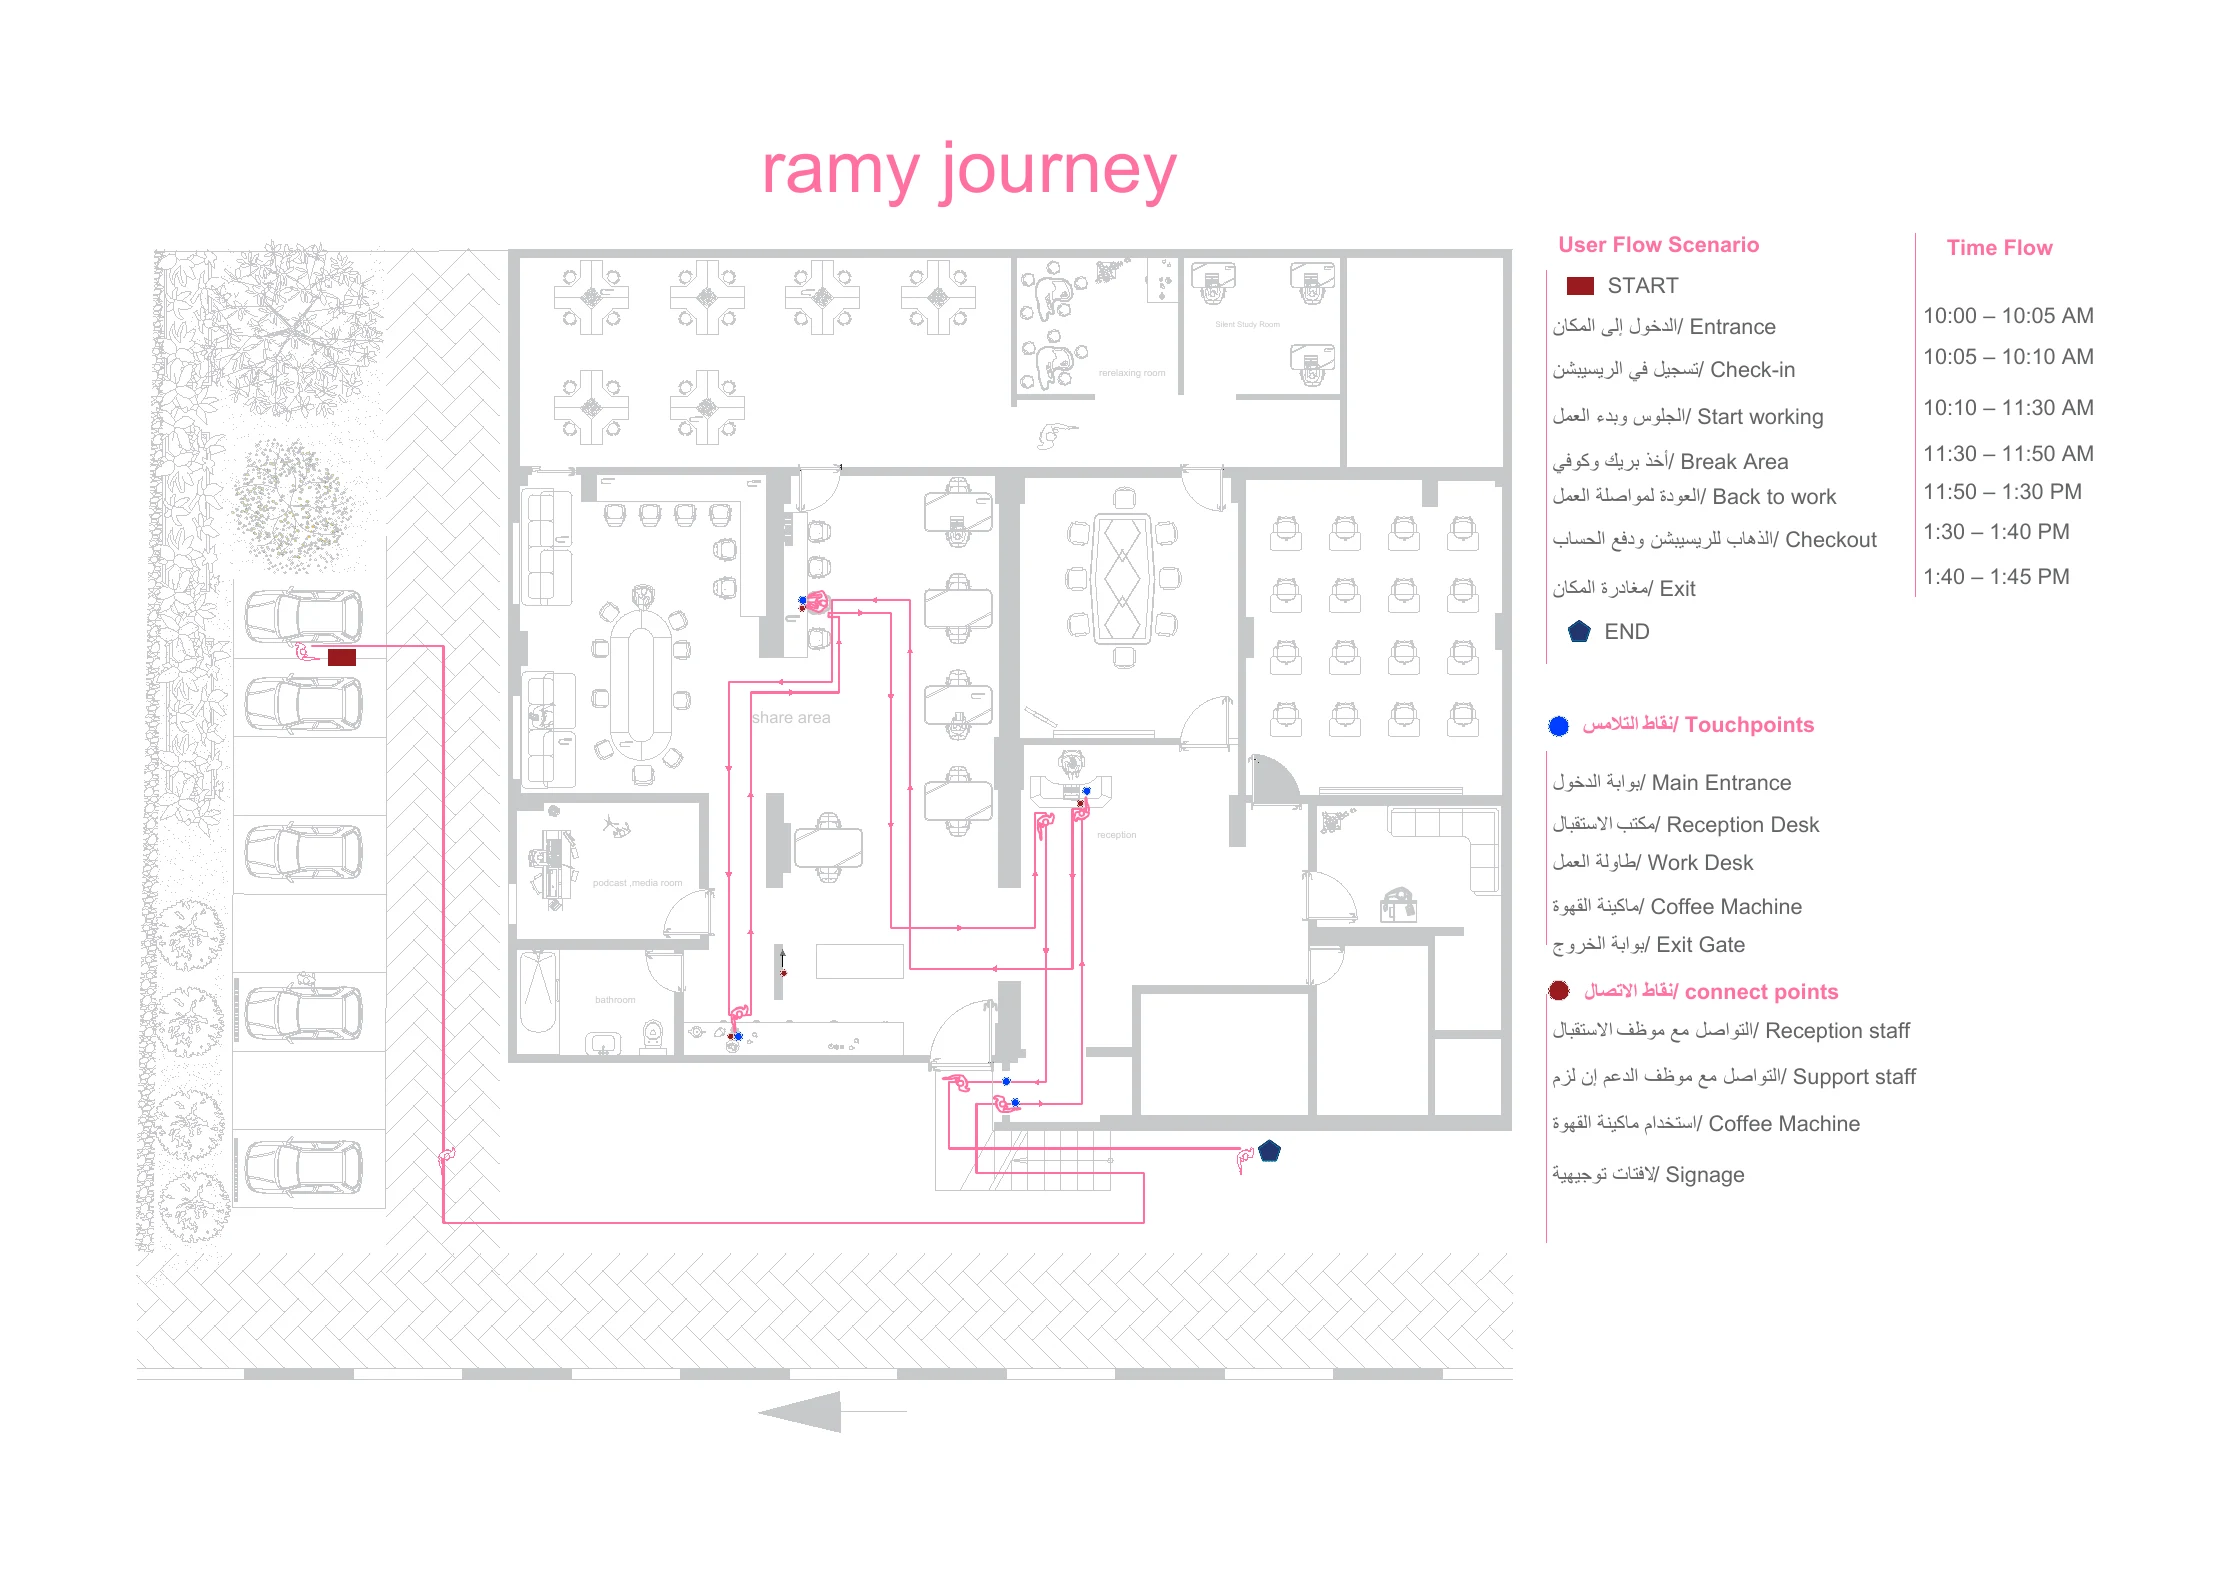 ramy journey
User Flow Scenario
START
الدخول إلى المكان/ Entrance
تسجيل في الريسيبشن/ Check-in
الجلوس وبدء العمل/ Start working
أخذ بريك وكوفي/ Break Area
العودة لمواصلة العمل/ Back to work
الذهاب للريسيبشن ودفع الحساب/ Checkout
مغادرة المكان/ Exit
END
Time Flow
10:00 – 10:05 AM
10:05 – 10:10 AM
10:10 – 11:30 AM
11:30 – 11:50 AM
11:50 – 1:30 PM
1:30 – 1:40 PM
1:40 – 1:45 PM
نقاط التلامس/ Touchpoints
بوابة الدخول/ Main Entrance
مكتب الاستقبال/ Reception Desk
طاولة العمل/ Work Desk
ماكينة القهوة/ Coffee Machine
بوابة الخروج/ Exit Gate
نقاط الاتصال/ connect points
التواصل مع موظف الاستقبال/ Reception staff
التواصل مع موظف الدعم إن لزم/ Support staff
استخدام ماكينة القهوة/ Coffee Machine
لافتات توجيهية/ Signage
Silent Study Room
rerelaxing room
share area
reception
podcast ,media room
bathroom